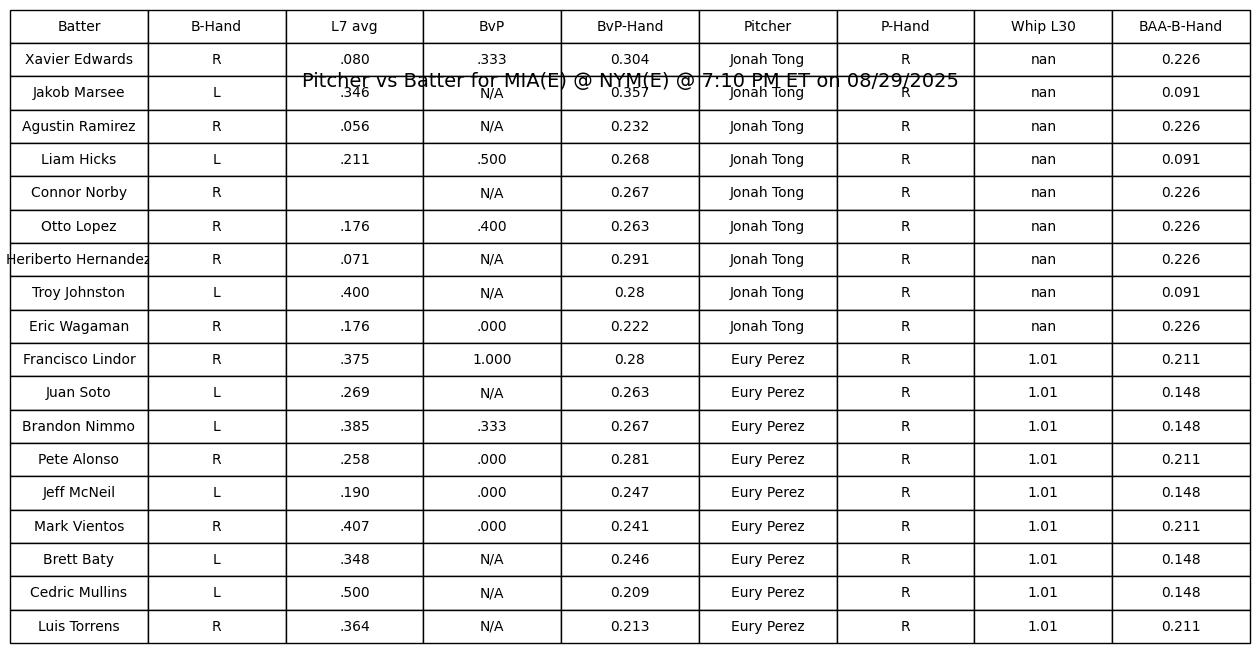 Batter B-Hand L7 avg BvP BvP-Hand Pitcher P-Hand Whip L30 BAA-B-Hand
Xavier Edwards R .080 .333 0.304 Jonah Tong R nan 0.226
Pitcher vs Batter for MIA(E) @ NYM(E) @ 7:10 PM ET on 08/29/2025
Jakob Marsee L .346 N/A 0.357 Jonah Tong R nan 0.091
Agustin Ramirez R .056 N/A 0.232 Jonah Tong R nan 0.226
Liam Hicks L .211 .500 0.268 Jonah Tong R nan 0.091
Connor Norby R N/A 0.267 Jonah Tong R nan 0.226
Otto Lopez R .176 .400 0.263 Jonah Tong R nan 0.226
Heriberto Hernandez R .071 N/A 0.291 Jonah Tong R nan 0.226
Troy Johnston L .400 N/A 0.28 Jonah Tong R nan 0.091
Eric Wagaman R .176 .000 0.222 Jonah Tong R nan 0.226
Francisco Lindor R .375 1.000 0.28 Eury Perez R 1.01 0.211
Juan Soto L .269 N/A 0.263 Eury Perez R 1.01 0.148
Brandon Nimmo L .385 .333 0.267 Eury Perez R 1.01 0.148
Pete Alonso R .258 .000 0.281 Eury Perez R 1.01 0.211
Jeff McNeil L .190 .000 0.247 Eury Perez R 1.01 0.148
Mark Vientos R .407 .000 0.241 Eury Perez R 1.01 0.211
Brett Baty L .348 N/A 0.246 Eury Perez R 1.01 0.148
Cedric Mullins L .500 N/A 0.209 Eury Perez R 1.01 0.148
Luis Torrens R .364 N/A 0.213 Eury Perez R 1.01 0.211